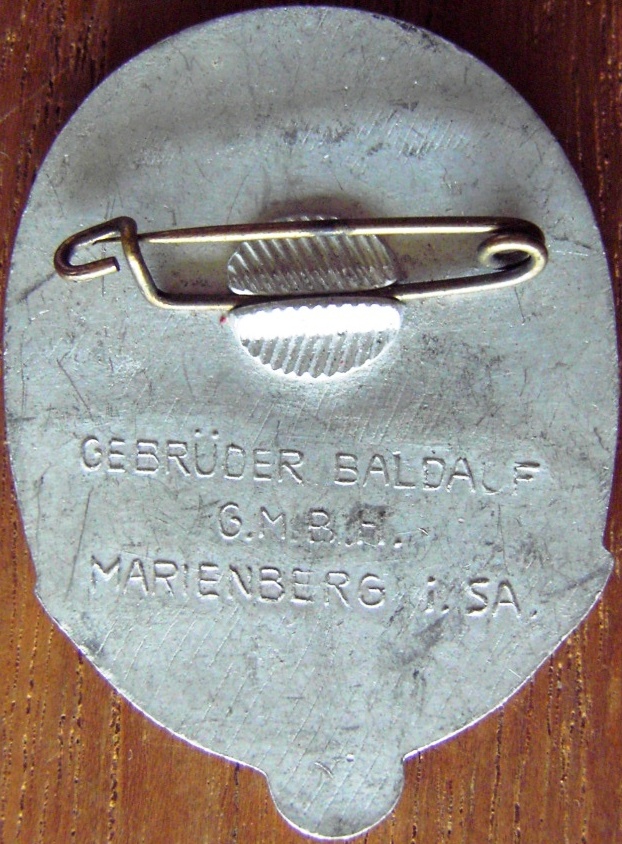 GEBRÜDER BALDAUF
G.M.B.H.
MARIENBERG i. SA.